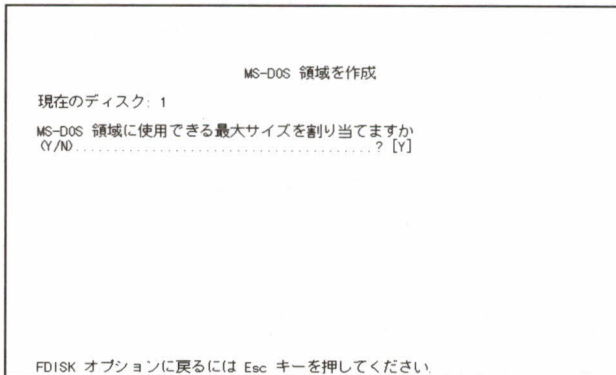 MS-DOS 領域を作成
現在のディスク: 1
MS-DOS 領域に使用できる最大サイズを割り当てますか
(Y/N).......................................? [Y]
FDISK オプションに戻るには Esc キーを押してください.